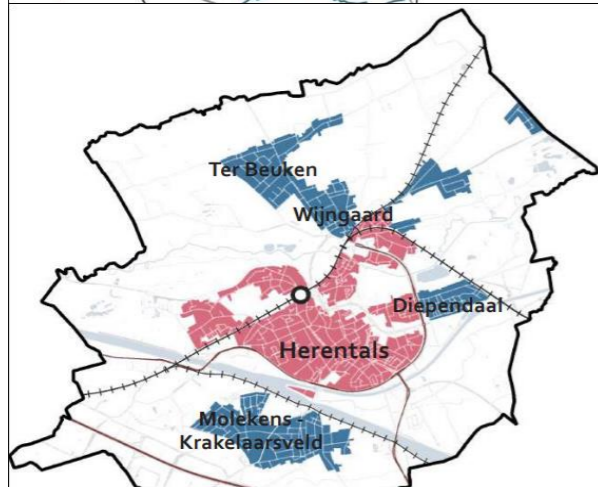 Ter Beuken
Wijngaard
Diependaal
Herentals
Molekens -
Krakelaarsveld